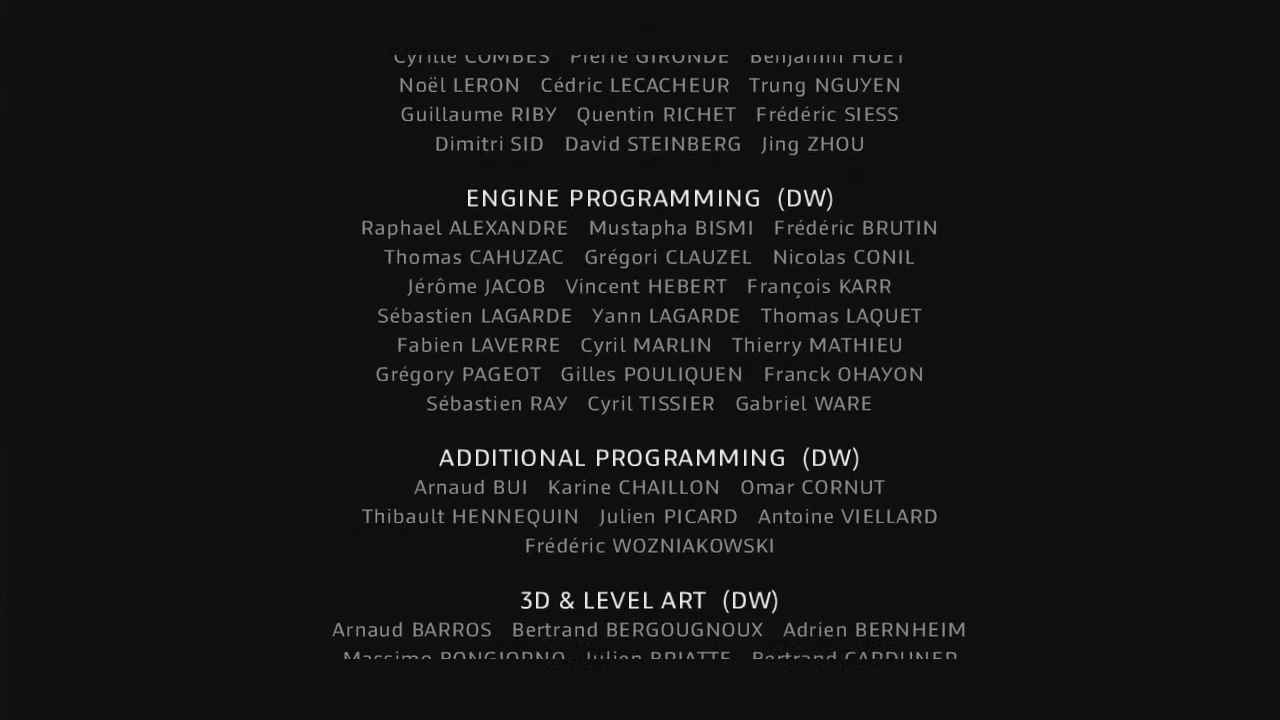 Cyrille COMBES Pierre GIRONDE Benjamin HUET
Noël LERON Cédric LECACHEUR Trung NGUYEN
Guillaume RIBY Quentin RICHET Frédéric SIESS
Dimitri SID David STEINBERG Jing ZHOU
ENGINE PROGRAMMING (DW)
Raphael ALEXANDRE Mustapha BISMI Frédéric BRUTIN
Thomas CAHUZAC Grégori CLAUZEL Nicolas CONIL
Jérôme JACOB Vincent HEBERT François KARR
Sébastien LAGARDE Yann LAGARDE Thomas LAQUET
Fabien LAVERRE Cyril MARLIN Thierry MATHIEU
Grégory PAGEOT Gilles POULIQUEN Franck OHAYON
Sébastien RAY Cyril TISSIER Gabriel WARE
ADDITIONAL PROGRAMMING (DW)
Arnaud BUI Karine CHAILLON Omar CORNUT
Thibault HENNEQUIN Julien PICARD Antoine VIELLARD
Frédéric WOZNIAKOWSKI
3D & LEVEL ART (DW)
Arnaud BARROS Bertrand BERGOUGNOUX Adrien BERNHEIM
Massimo BONGIORNO Julien BRIATTE Bertrand CARDUNER